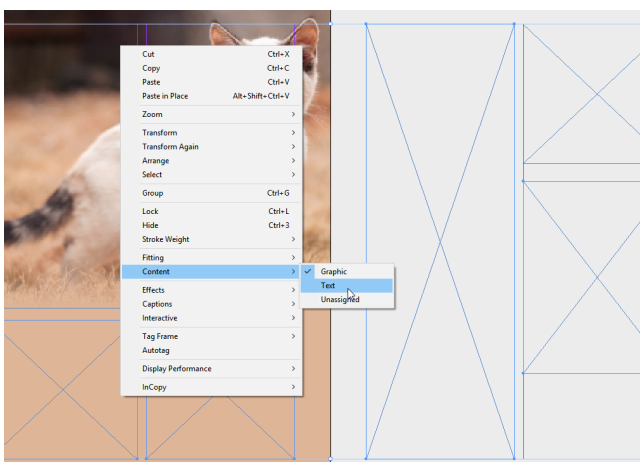 Cut Ctrl+X
Copy Ctrl+C
Paste Ctrl+V
Paste in Place Alt+Shift+Ctrl+V
Zoom >
Transform >
Transform Again >
Arrange >
Select >
Group Ctrl+G
Lock Ctrl+L
Hide Ctrl+3
Stroke Weight >
Fitting >
Content >
✓ Graphic
Text
Unassigned
Effects >
Captions >
Interactive >
Tag Frame >
Autotag
Display Performance >
InCopy >